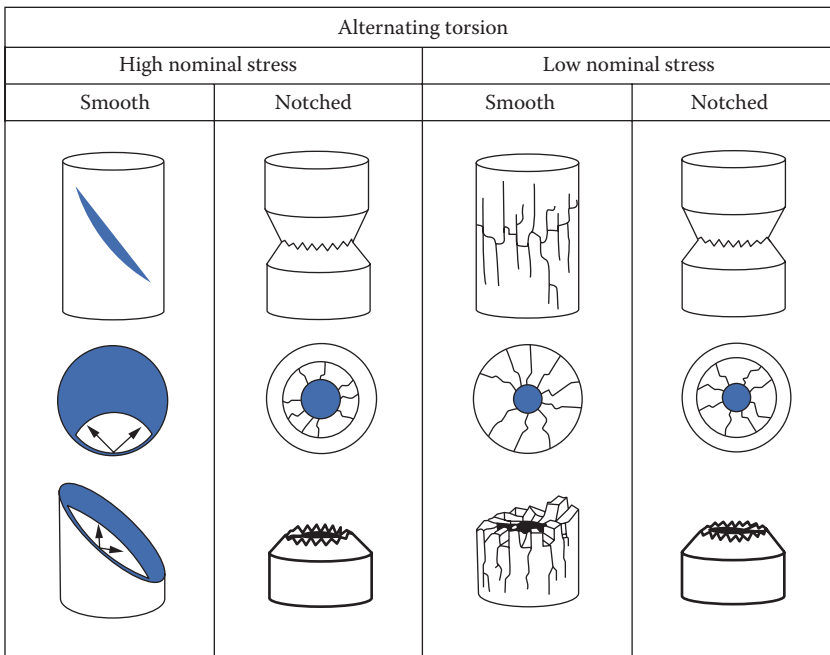 Alternating torsion
High nominal stress
Low nominal stress
Smooth
Notched
Smooth
Notched